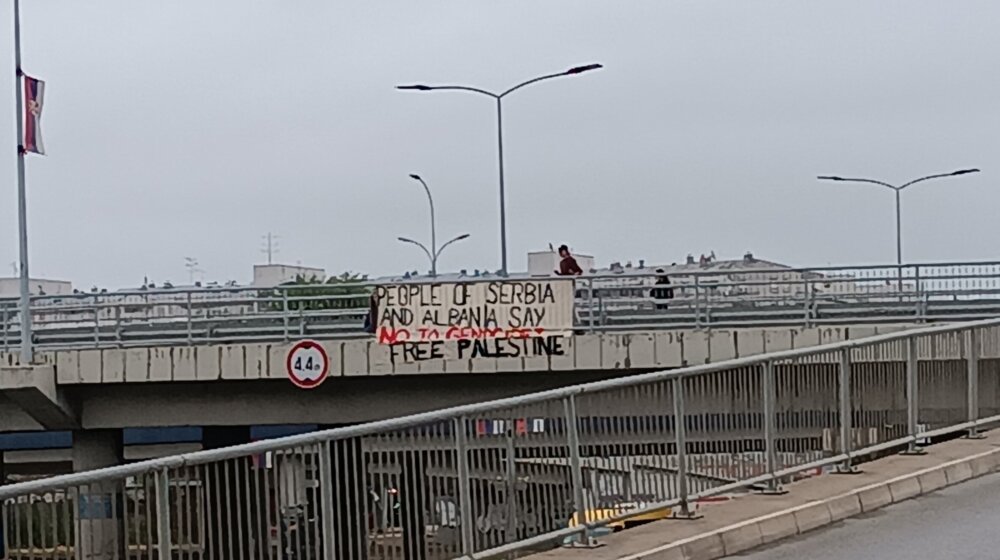 PEOPLE OF SERBIA
AND ALBANIA SAY
NO TO GENOCIDE!
FREE PALESTINE
4,4m